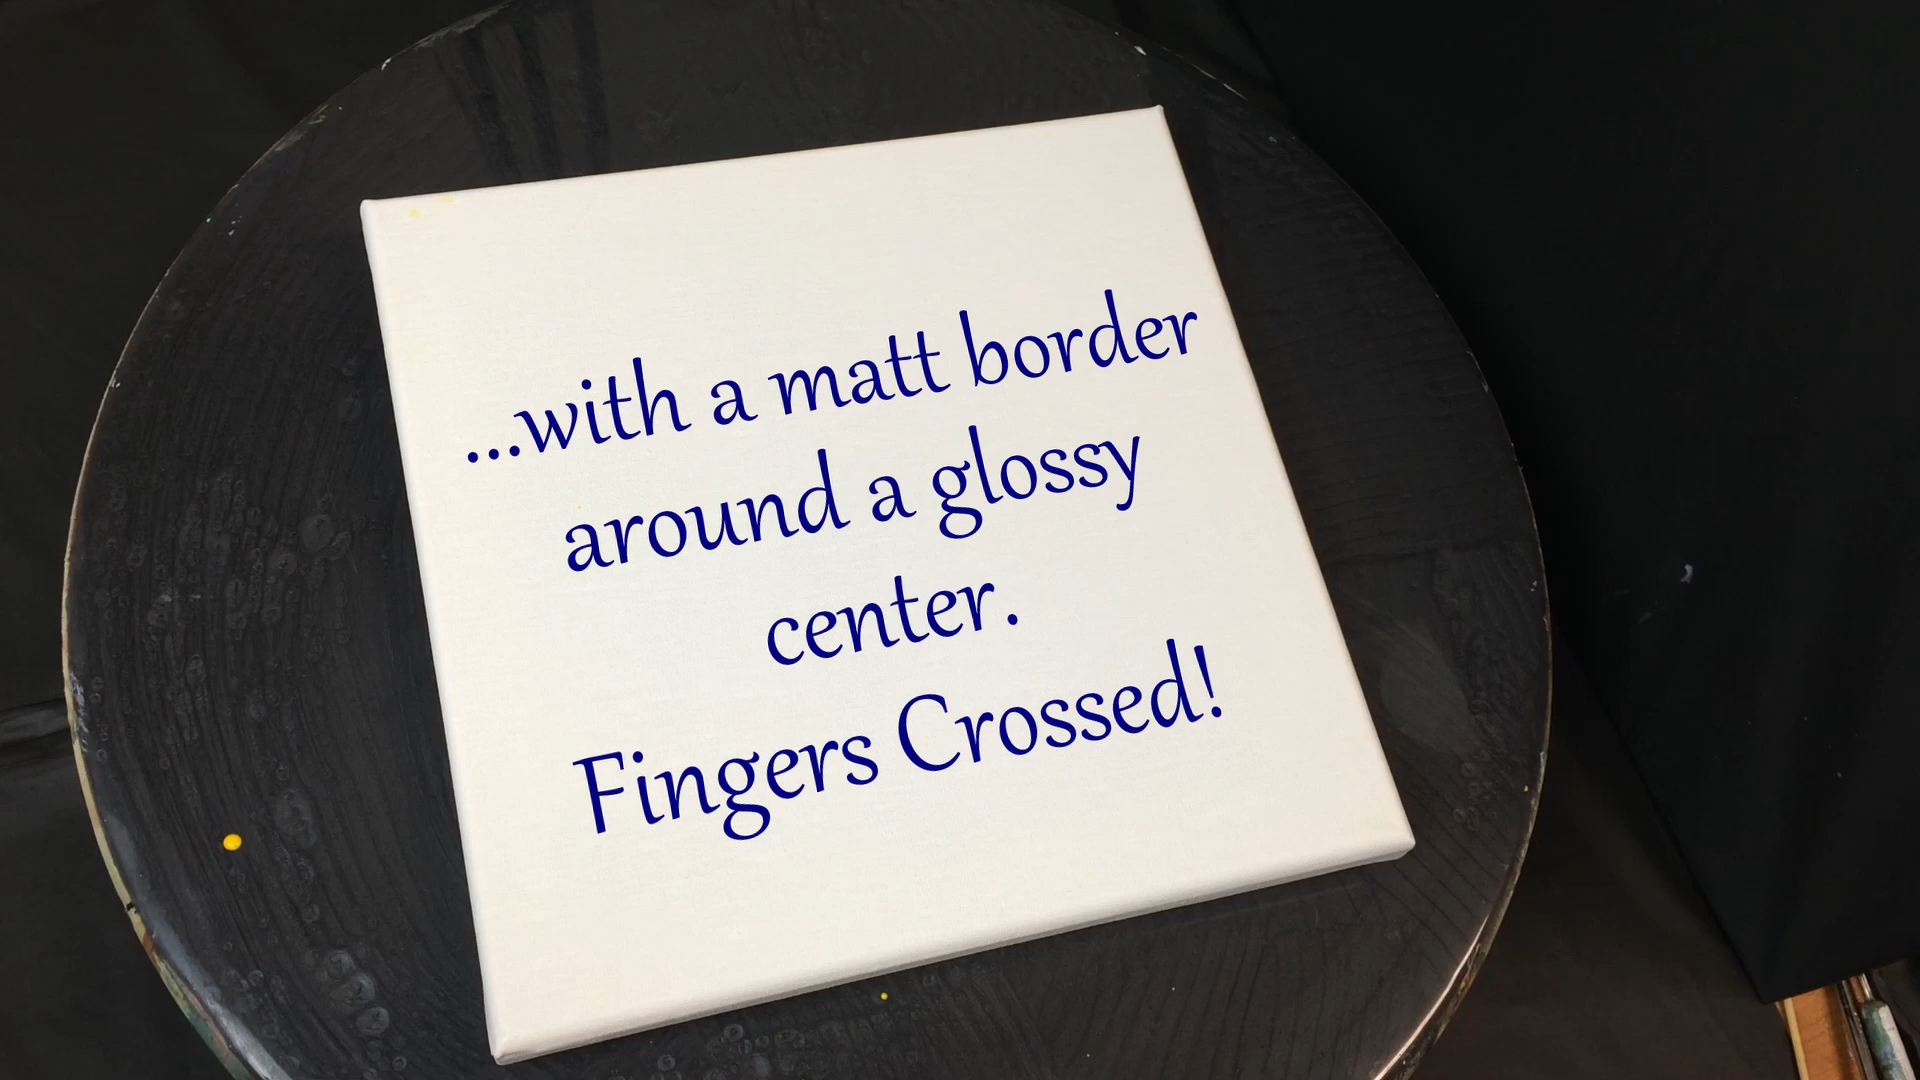 ...with a matt border
around a glossy
center.
Fingers Crossed!